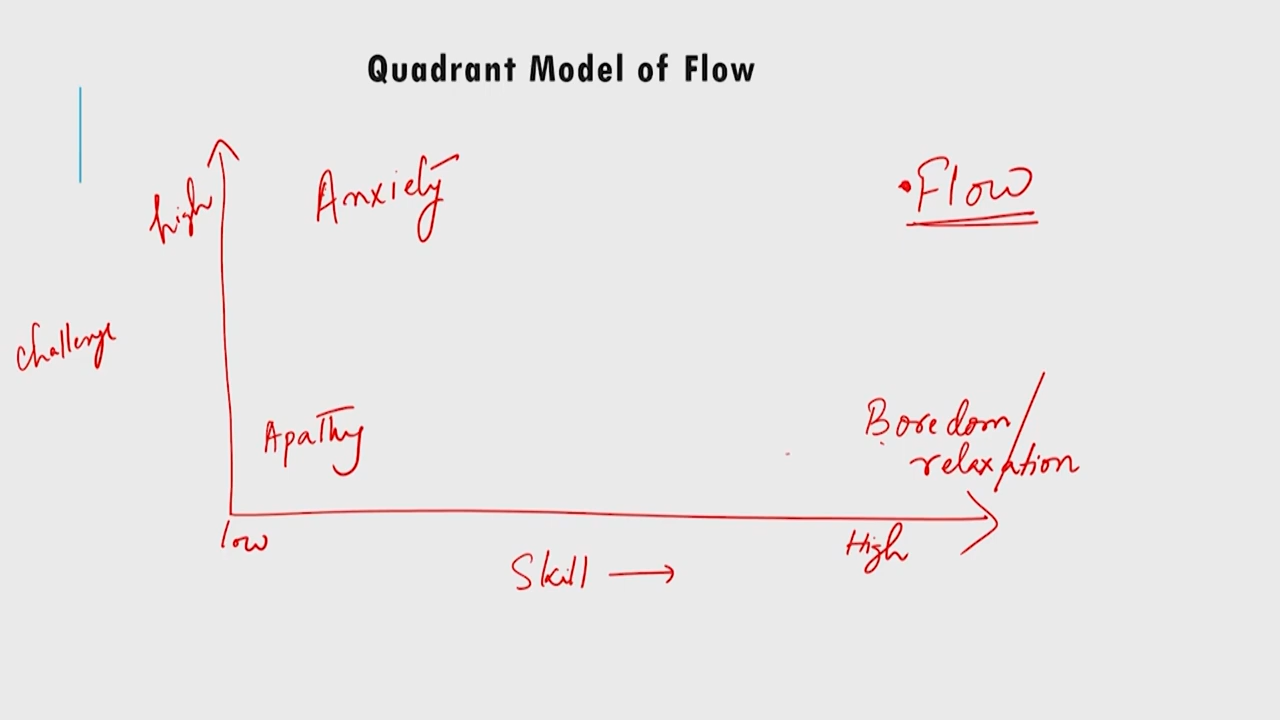 Quadrant Model of Flow
high
Anxiety
Flow
challenge
Apathy
Boredom/
relaxation
low
High
Skill